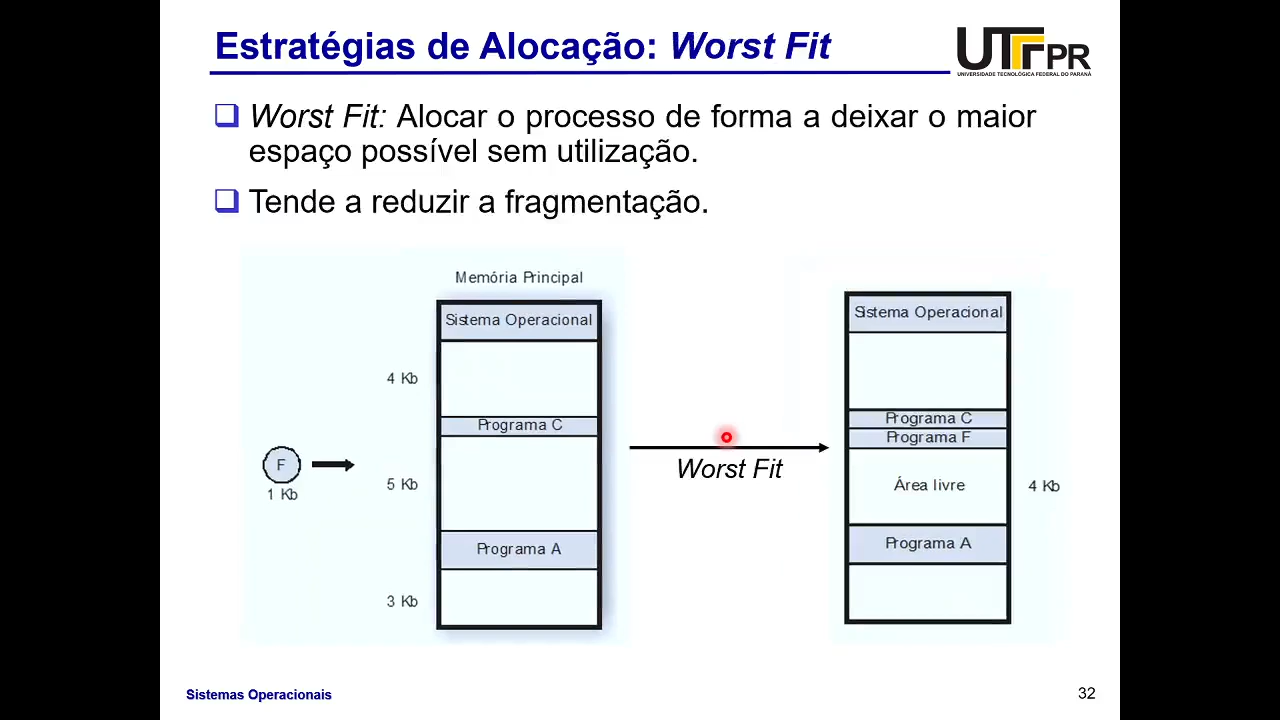 Estratégias de Alocação: Worst Fit
UTFPR
UNIVERSIDADE TECNOLÓGICA FEDERAL DO PARANÁ
Worst Fit: Alocar o processo de forma a deixar o maior
espaço possível sem utilização.
Tende a reduzir a fragmentação.
Memória Principal
Sistema Operacional
4 Kb
Programa C
F
1 Kb
5 Kb
Programa A
3 Kb
Worst Fit
Sistema Operacional
Programa C
Programa F
Área livre
4 Kb
Programa A
Sistemas Operacionais
32